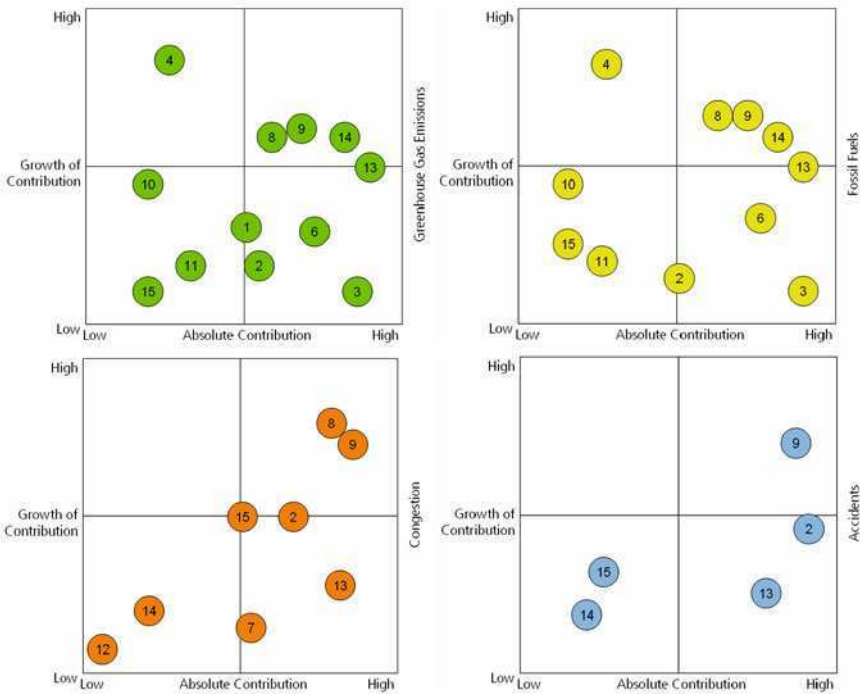 High
4
8
9
14
Growth of
Contribution
13
10
1
6
11
2
15
3
Low
Low
Absolute Contribution
High
Greenhouse Gas Emissions
High
4
8
9
14
Growth of
Contribution
13
10
6
15
11
2
3
Low
Low
Absolute Contribution
High
Fossil Fuels
High
8
9
Growth of
Contribution
15
2
13
14
7
12
Low
Low
Absolute Contribution
High
Congestion
High
9
Growth of
Contribution
2
15
13
14
Low
Low
Absolute Contribution
High
Accidents